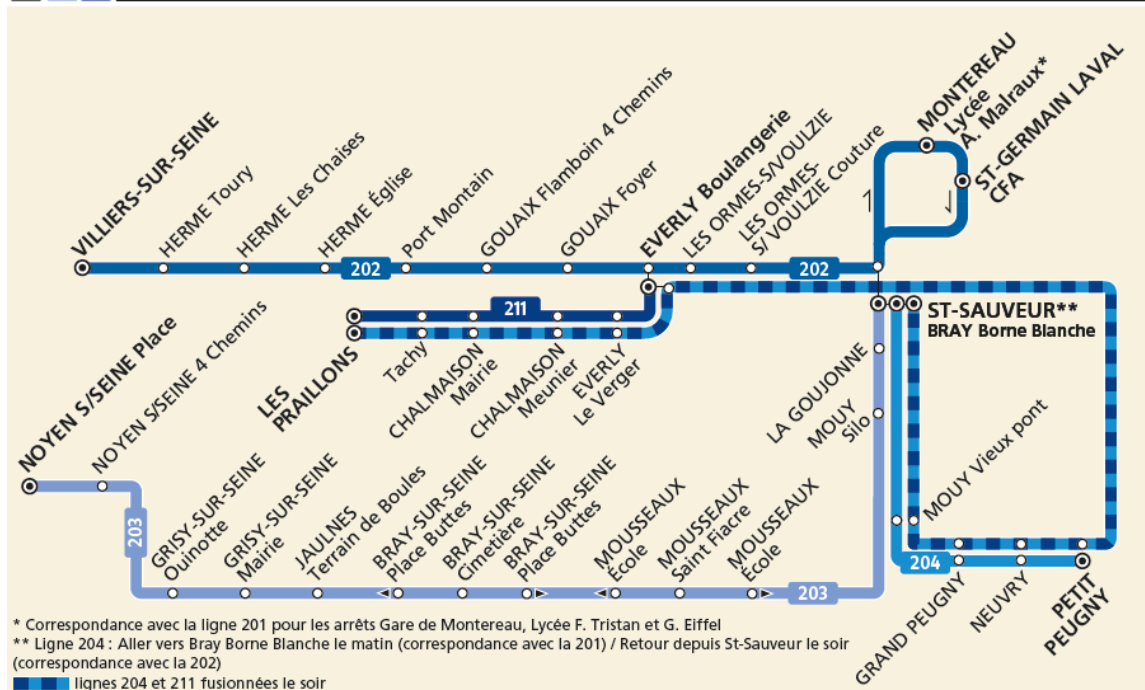 VILLIERS-SUR-SEINE
HERME Toury
HERME Les Chaises
HERME Église
202
Port Montain
GOUAIX Flamboin 4 Chemins
GOUAIX Foyer
EVERLY Boulangerie
LES ORMES-S/VOULZIE
LES ORMES-
S/ VOULZIE Couture
202
MONTEREAU
Lycée
A. Malraux*
ST-GERMAIN LAVAL
CFA
211
LES
PRAILLONS
Tachy
CHALMAISON
Mairie
CHALMAISON
Meunier
EVERLY
Le Verger
ST-SAUVEUR**
BRAY Borne Blanche
LA GOUJONNE
MOUY
Silo
MOUY Vieux pont
204
GRAND PEUGNY
NEUVRY
PETIT
PEUGNY
NOYEN S/SEINE Place
NOYEN S/SEINE 4 Chemins
203
GRISY-SUR-SEINE
Ouinotte
GRISY-SUR-SEINE
Mairie
JAULNES
Terrain de Boules
BRAY-SUR-SEINE
Place Buttes
BRAY-SUR-SEINE
Cimetière
BRAY-SUR-SEINE
Place Buttes
MOUSSEAUX
École
MOUSSEAUX
Saint Fiacre
MOUSSEAUX
École
203
* Correspondance avec la ligne 201 pour les arrêts Gare de Montereau, Lycée F. Tristan et G. Eiffel
** Ligne 204 : Aller vers Bray Borne Blanche le matin (correspondance avec la 201) / Retour depuis St-Sauveur le soir
(correspondance avec la 202)
lignes 204 et 211 fusionnées le soir